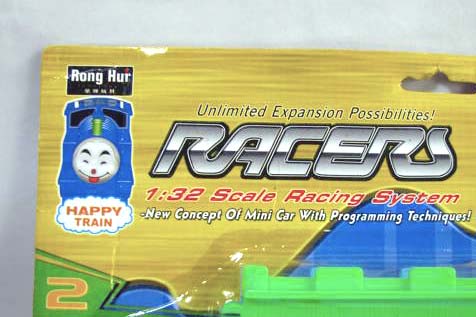 Rong Hur
Unlimited Expansion Possibilities!
RACERS
1:32 Scale Racing System
-New Concept Of Mini Car With Programming Techniques!
HAPPY
TRAIN
2